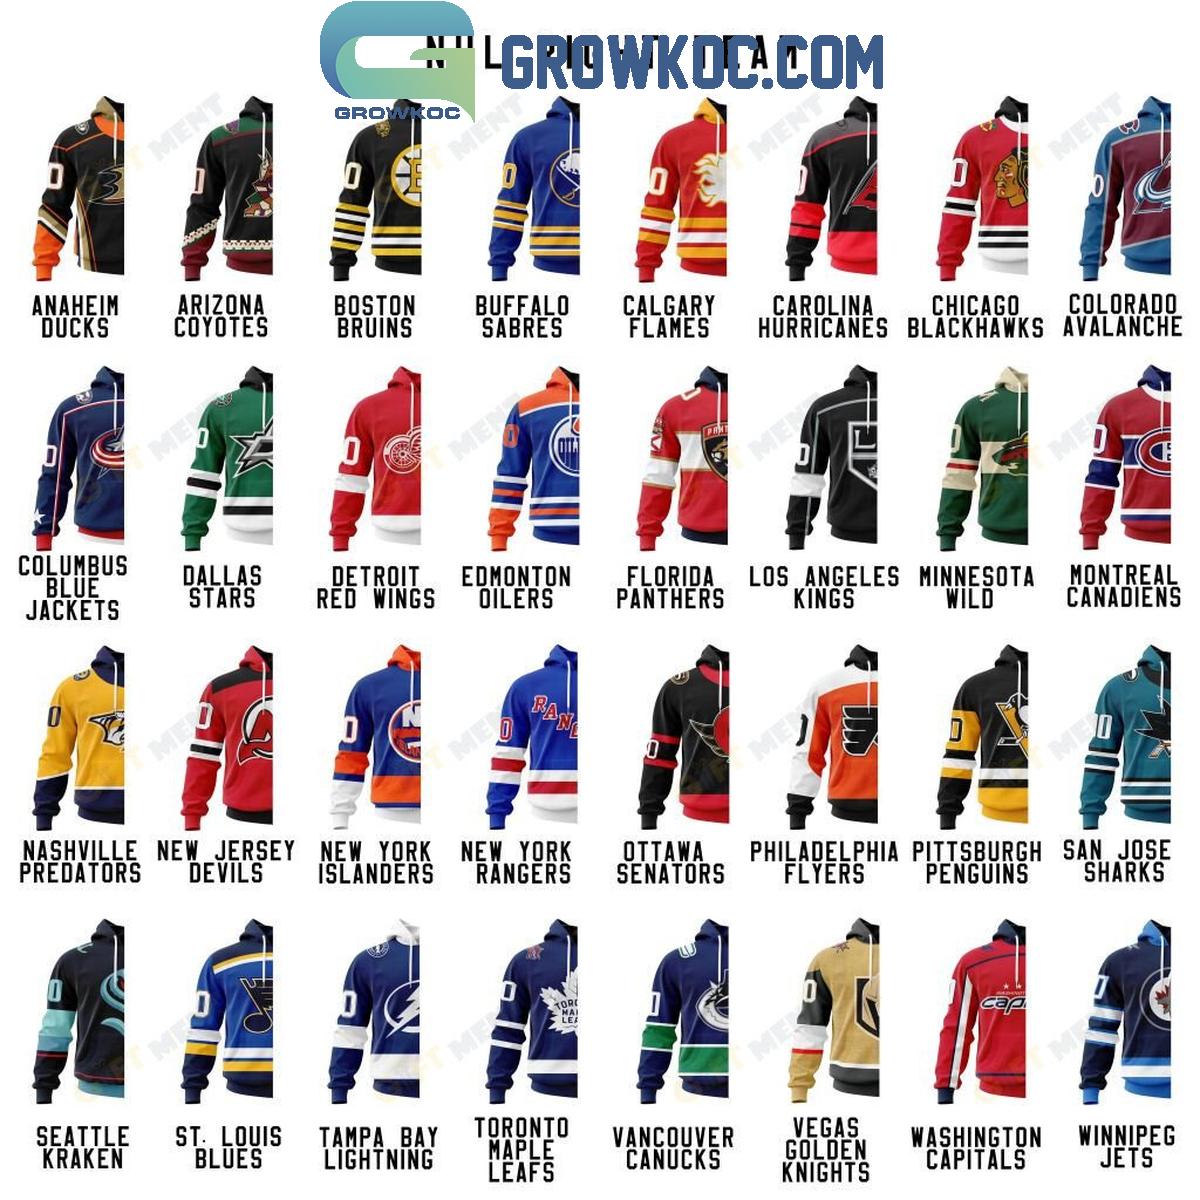 GROWKOC.COM
GROWKOC
ANAHEIM
DUCKS
ARIZONA
COYOTES
BOSTON
BRUINS
BUFFALO
SABRES
CALGARY
FLAMES
CAROLINA
HURRICANES
CHICAGO
BLACKHAWKS
COLORADO
AVALANCHE
COLUMBUS
BLUE
JACKETS
DALLAS
STARS
DETROIT
RED WINGS
EDMONTON
OILERS
FLORIDA
PANTHERS
LOS ANGELES
KINGS
MINNESOTA
WILD
MONTREAL
CANADIENS
NASHVILLE
PREDATORS
NEW JERSEY
DEVILS
NEW YORK
ISLANDERS
NEW YORK
RANGERS
OTTAWA
SENATORS
PHILADELPHIA
FLYERS
PITTSBURGH
PENGUINS
SAN JOSE
SHARKS
SEATTLE
KRAKEN
ST. LOUIS
BLUES
TAMPA BAY
LIGHTNING
TORONTO
MAPLE
LEAFS
VANCOUVER
CANUCKS
VEGAS
GOLDEN
KNIGHTS
WASHINGTON
CAPITALS
WINNIPEG
JETS